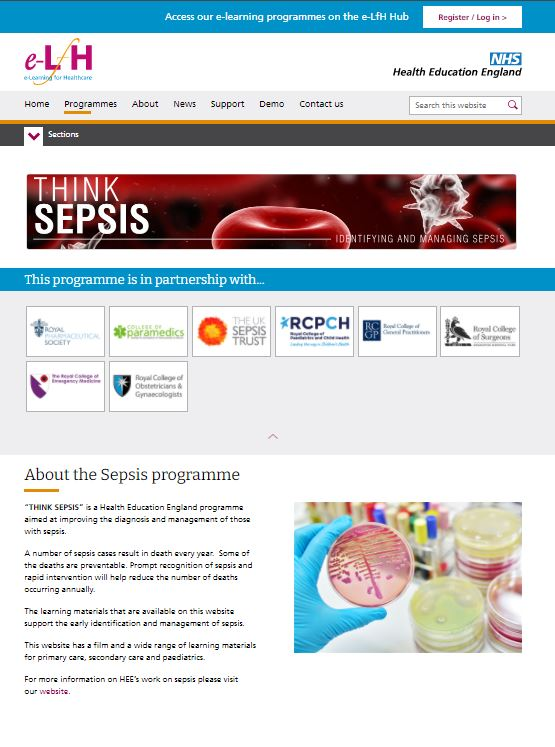 Access our e-learning programmes on the e-LfH Hub
Register / Log in >
e-LfH
e-Learning for Healthcare
NHS
Health Education England
Home Programmes About News Support Demo Contact us
Search this website
Sections
THINK
SEPSIS
IDENTIFYING AND MANAGING SEPSIS
This programme is in partnership with...
ROYAL
PHARMACEUTICAL
SOCIETY
COLLEGE OF
paramedics
THE UK
SEPSIS
TRUST
RCPCH
Royal College of
Paediatrics and Child Health
Leading the way in Children's Health
RC
GP
Royal College of
General Practitioners
Royal College
of Surgeons
The Royal College of
Emergency Medicine
Royal College of
Obstetricians &
Gynaecologists
About the Sepsis programme
“THINK SEPSIS” is a Health Education England programme
aimed at improving the diagnosis and management of those
with sepsis.
A number of sepsis cases result in death every year. Some of
the deaths are preventable. Prompt recognition of sepsis and
rapid intervention will help reduce the number of deaths
occurring annually.
The learning materials that are available on this website
support the early identification and management of sepsis.
This website has a film and a wide range of learning materials
for primary care, secondary care and paediatrics.
For more information on HEE's work on sepsis please visit
our website.